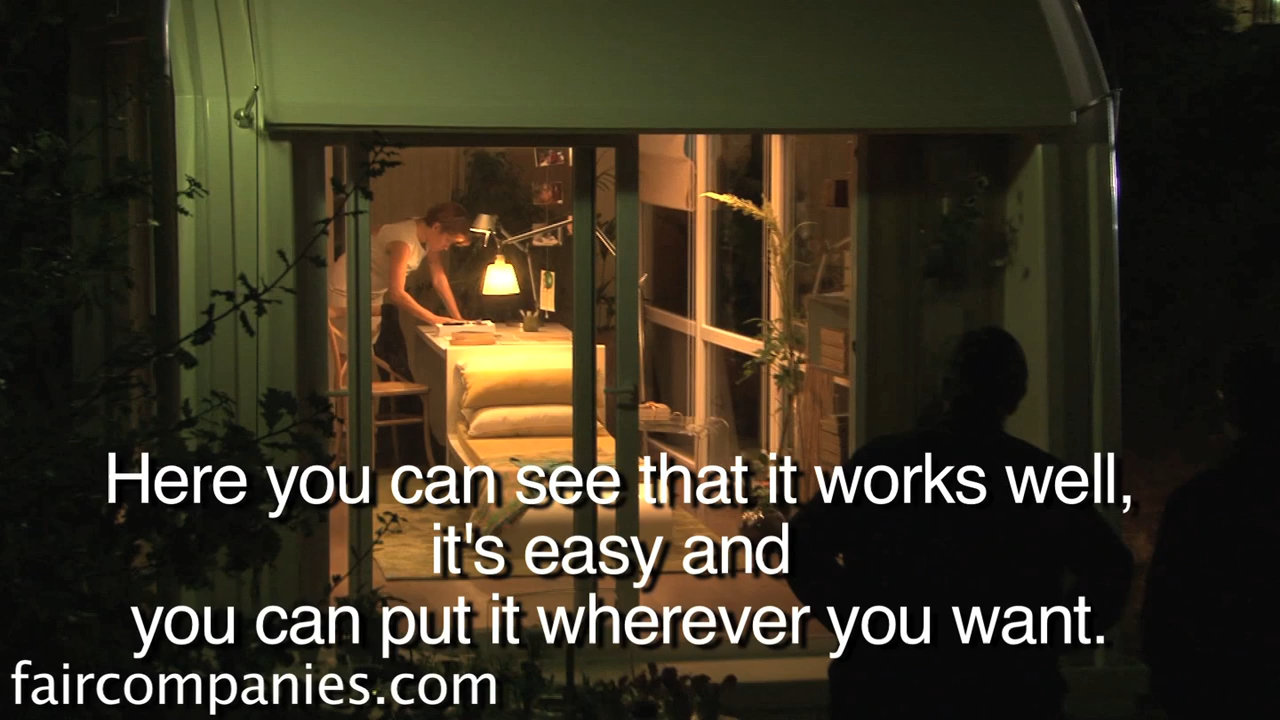 Here you can see that it works well,
it's easy and
you can put it wherever you want.
faircompanies.com